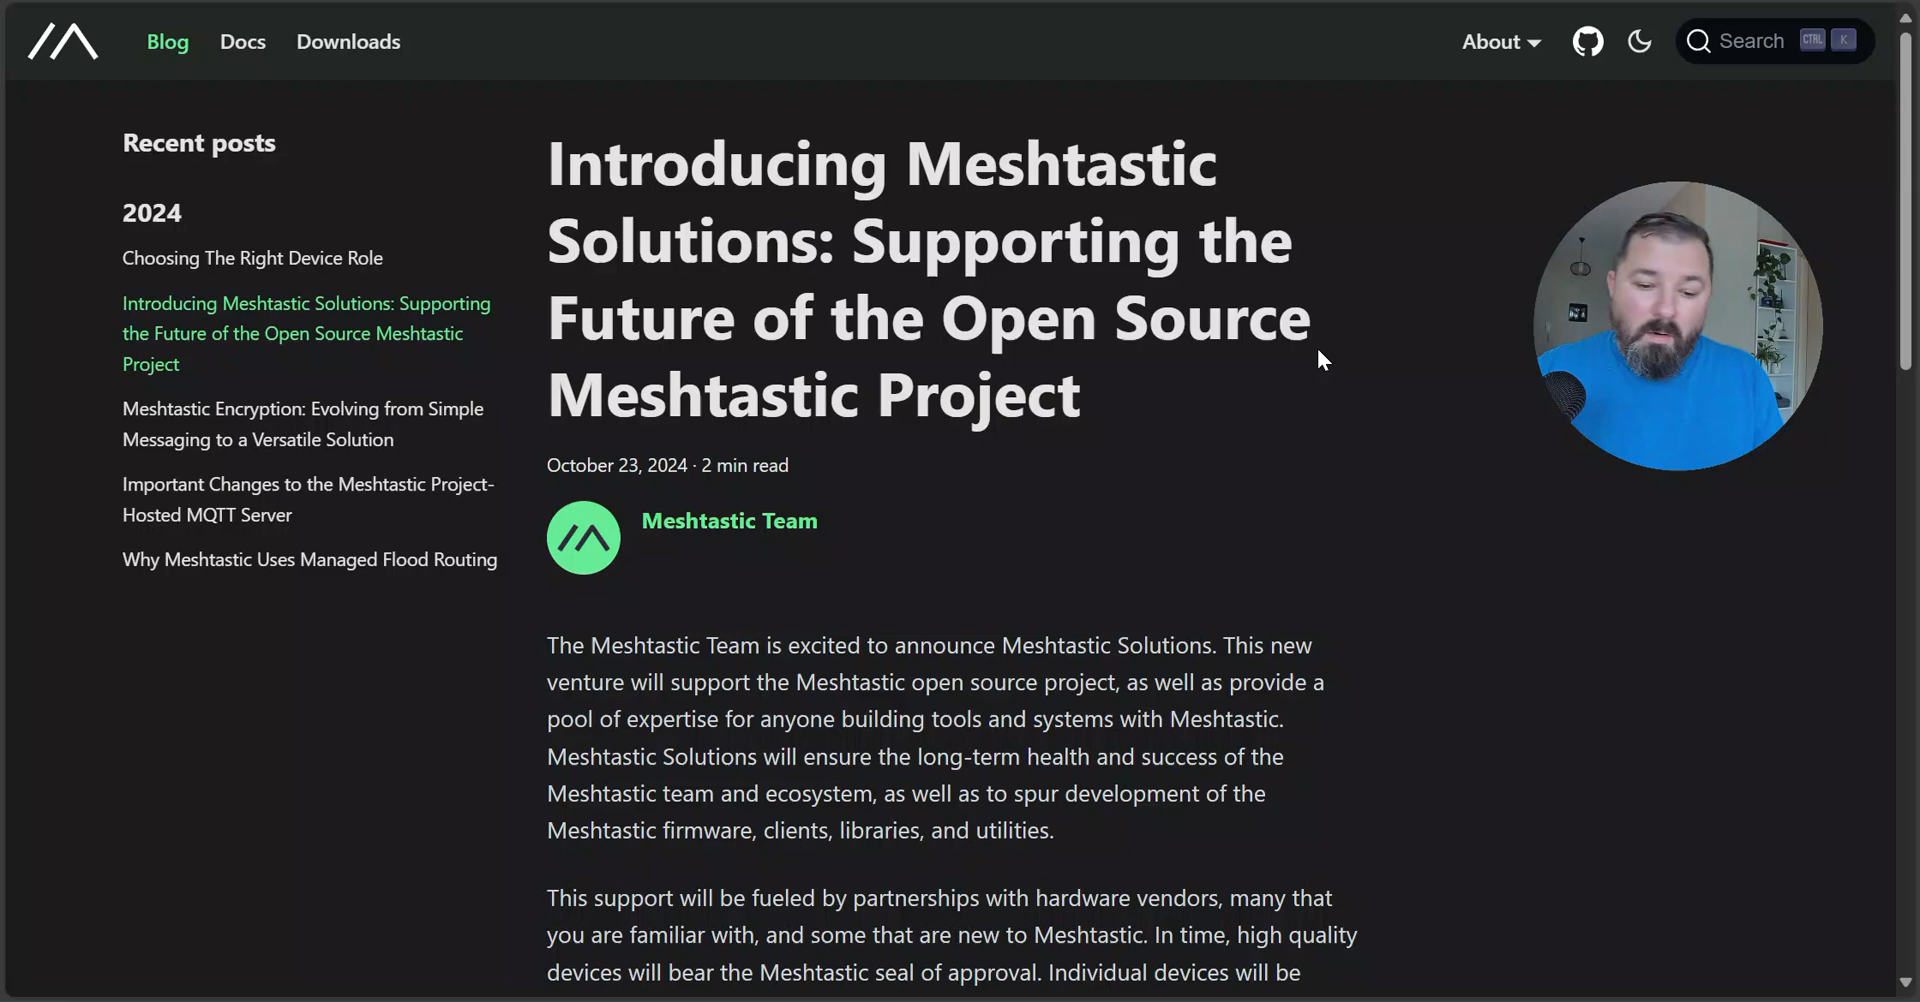 Blog Docs Downloads
About
Search CTRL K
Recent posts
2024
Choosing The Right Device Role
Introducing Meshtastic Solutions: Supporting
the Future of the Open Source Meshtastic
Project
Meshtastic Encryption: Evolving from Simple
Messaging to a Versatile Solution
Important Changes to the Meshtastic Project-
Hosted MQTT Server
Why Meshtastic Uses Managed Flood Routing
Introducing Meshtastic
Solutions: Supporting the
Future of the Open Source
Meshtastic Project
October 23, 2024 · 2 min read
Meshtastic Team
The Meshtastic Team is excited to announce Meshtastic Solutions. This new
venture will support the Meshtastic open source project, as well as provide a
pool of expertise for anyone building tools and systems with Meshtastic.
Meshtastic Solutions will ensure the long-term health and success of the
Meshtastic team and ecosystem, as well as to spur development of the
Meshtastic firmware, clients, libraries, and utilities.
This support will be fueled by partnerships with hardware vendors, many that
you are familiar with, and some that are new to Meshtastic. In time, high quality
devices will bear the Meshtastic seal of approval. Individual devices will be